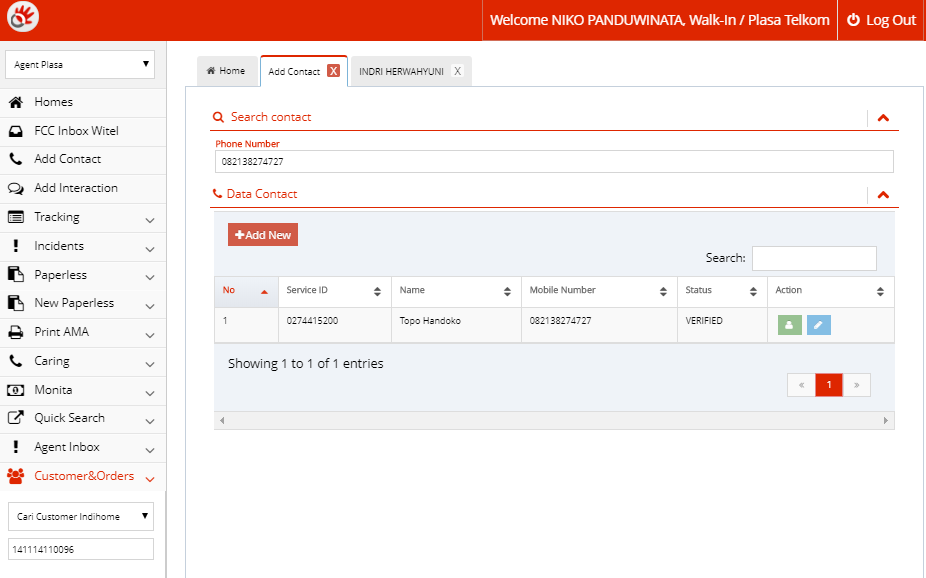 Welcome NIKO PANDUWINATA, Walk-In / Plasa Telkom
Log Out
Agent Plasa
Homes
FCC Inbox Witel
Add Contact
Add Interaction
Tracking
Incidents
Paperless
New Paperless
Print AMA
Caring
Monita
Quick Search
Agent Inbox
Customer&Orders
Cari Customer Indihome
141114110096
Home
Add Contact X
INDRI HERWAHYUNI X
Search contact
Phone Number
082138274727
Data Contact
+Add New
Search:
No Service ID Name Mobile Number Status Action
1 0274415200 Topo Handoko 082138274727 VERIFIED
Showing 1 to 1 of 1 entries
« 1 »